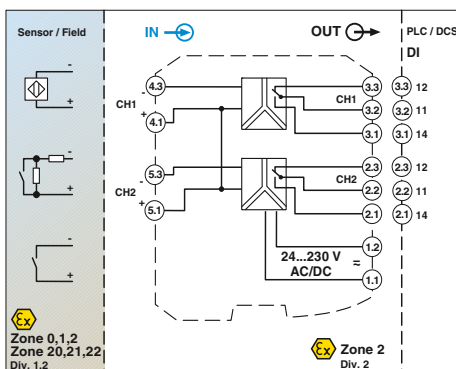 Sensor / Field
IN
OUT
PLC / DCS
DI
-
+
4.3
-
CH1
+
4.1
3.3
CH1
3.2
3.1
3.3 12
3.2 11
3.1 14
-
+
5.3
-
CH2
+
5.1
2.3
CH2
2.2
2.1
2.3 12
2.2 11
2.1 14
-
+
24...230 V
AC/DC
≈
1.2
1.1
Ex
Zone 0,1,2
Zone 20,21,22
Div. 1,2
Ex Zone 2
Div. 2